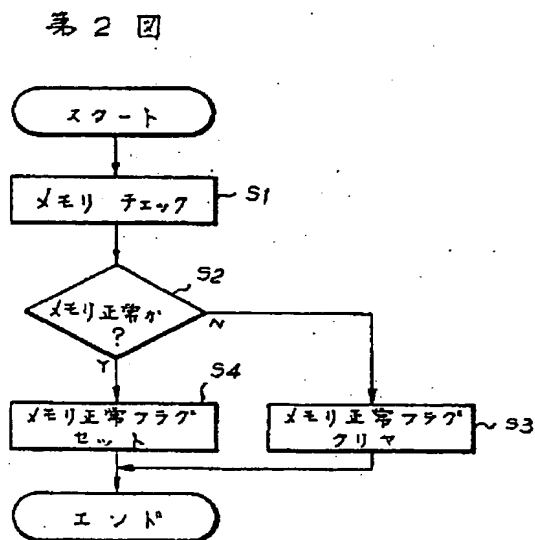 第2図
スタート
メモリ チェック
S1
S2
メモリ正常か
?
N
Y
S4
メモリ正常フラグ
セット
メモリ正常フラグ
クリヤ
S3
エンド